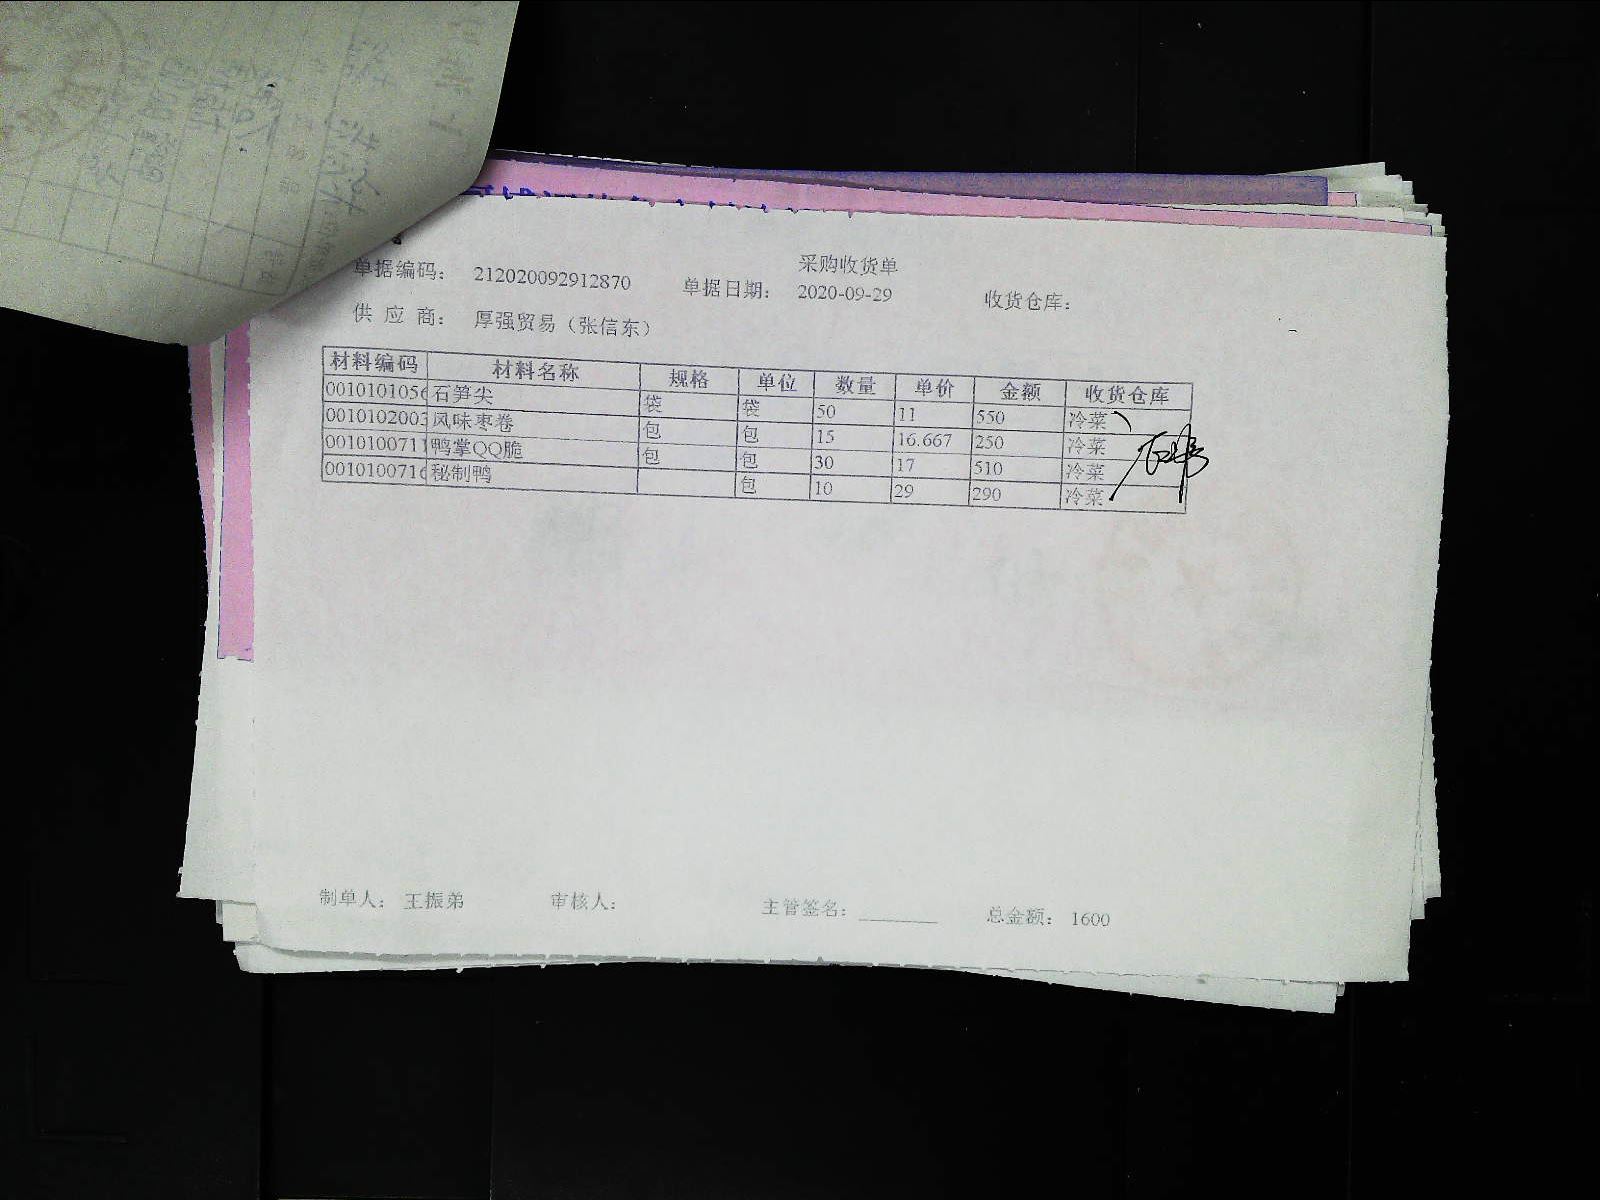 采购收货单
单据编码： 212020092912870 单据日期： 2020-09-29 收货仓库：
供 应 商： 厚强贸易（张信东）
材料编码 材料名称 规格 单位 数量 单价 金额 收货仓库
0010101056 石笋尖 袋 袋 50 11 550 冷菜
0010102003 风味枣卷 包 包 15 16.667 250 冷菜
0010100711 鸭掌QQ脆 包 包 30 17 510 冷菜
0010100716 秘制鸭 包 10 29 290 冷菜
制单人： 王振弟 审核人： 主管签名： 总金额： 1600